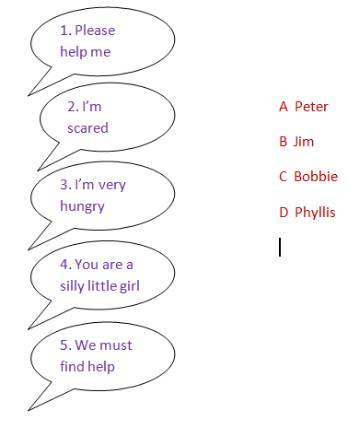 1. Please
help me
2. I’m
scared
3. I’m very
hungry
4. You are a
silly little girl
5. We must
find help
A Peter
B Jim
C Bobbie
D Phyllis